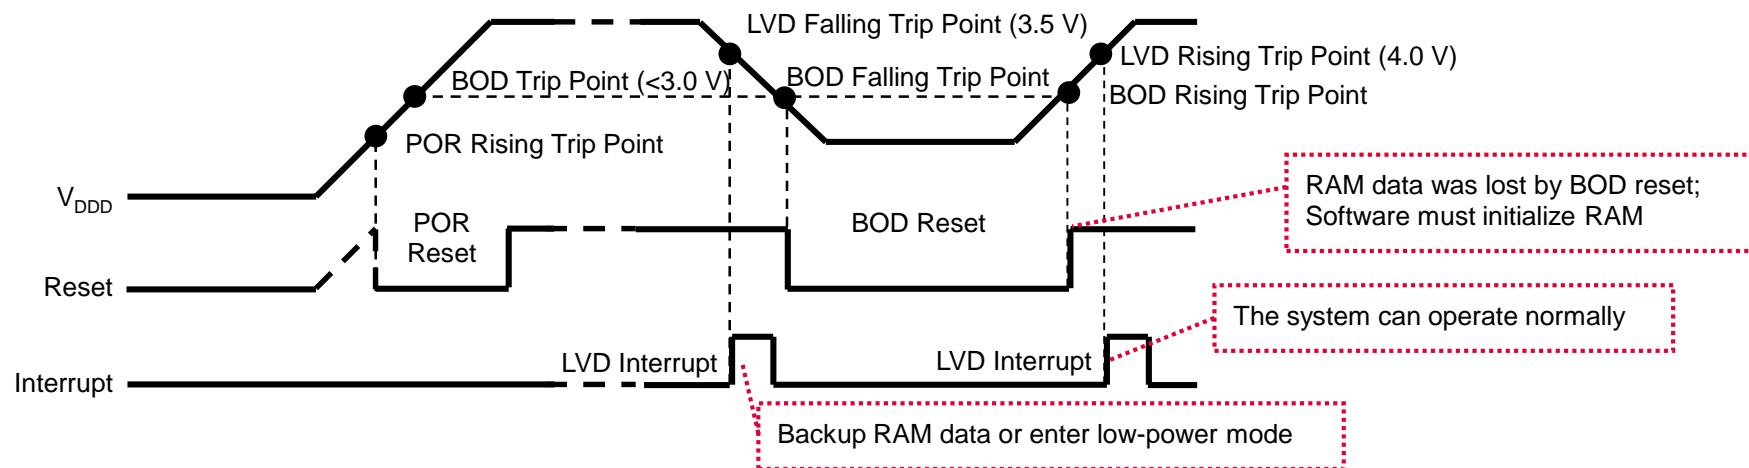 LVD Falling Trip Point (3.5 V)
LVD Rising Trip Point (4.0 V)
BOD Trip Point (<3.0 V)
BOD Falling Trip Point
BOD Rising Trip Point
POR Rising Trip Point
VDDD
RAM data was lost by BOD reset;
Software must initialize RAM
POR
Reset
BOD Reset
Reset
The system can operate normally
LVD Interrupt
LVD Interrupt
Interrupt
Backup RAM data or enter low-power mode